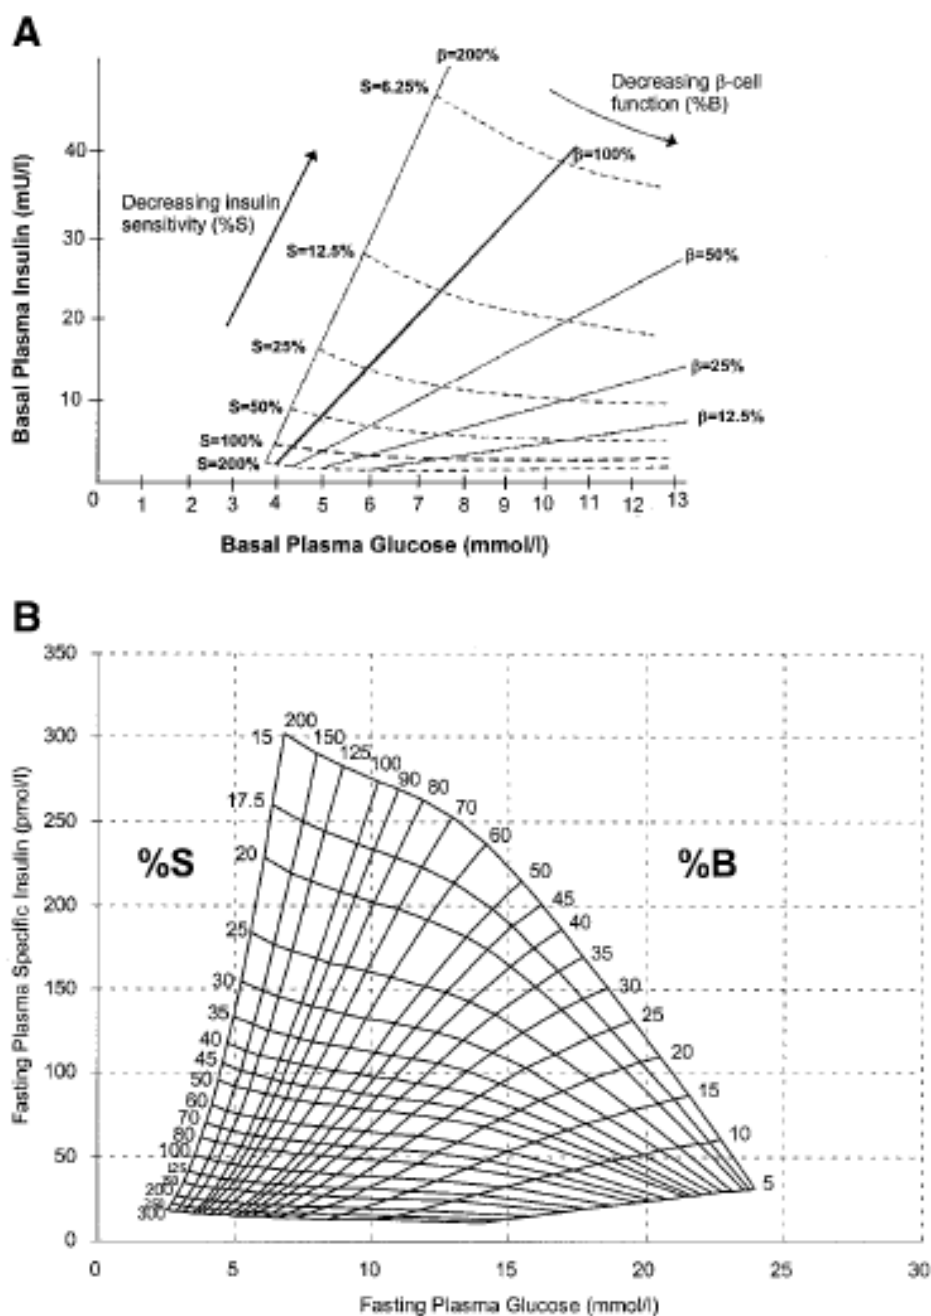 A
β=200%
S=6.25%
Decreasing β-cell
function (%B)
40
β=100%
Decreasing insulin
sensitivity (%S)
30
S=12.5%
β=50%
20
S=25%
β=25%
10
S=50%
β=12.5%
S=100%
S=200%
Basal Plasma Insulin (mU/l)
0 1 2 3 4 5 6 7 8 9 10 11 12 13
Basal Plasma Glucose (mmol/l)
B
350
300
250
200
150
100
50
0
Fasting Plasma Specific Insulin (pmol/l)
%S
15
17.5
20
25
30
35
40
45
50
60
70
80
100
125
200
300
%B
200
150
125
100
90
80
70
60
50
45
40
35
30
25
20
15
10
5
0 5 10 15 20 25 30
Fasting Plasma Glucose (mmol/l)